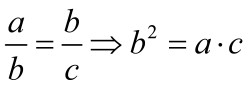 a/b = b/c ⇒ b² = a · c